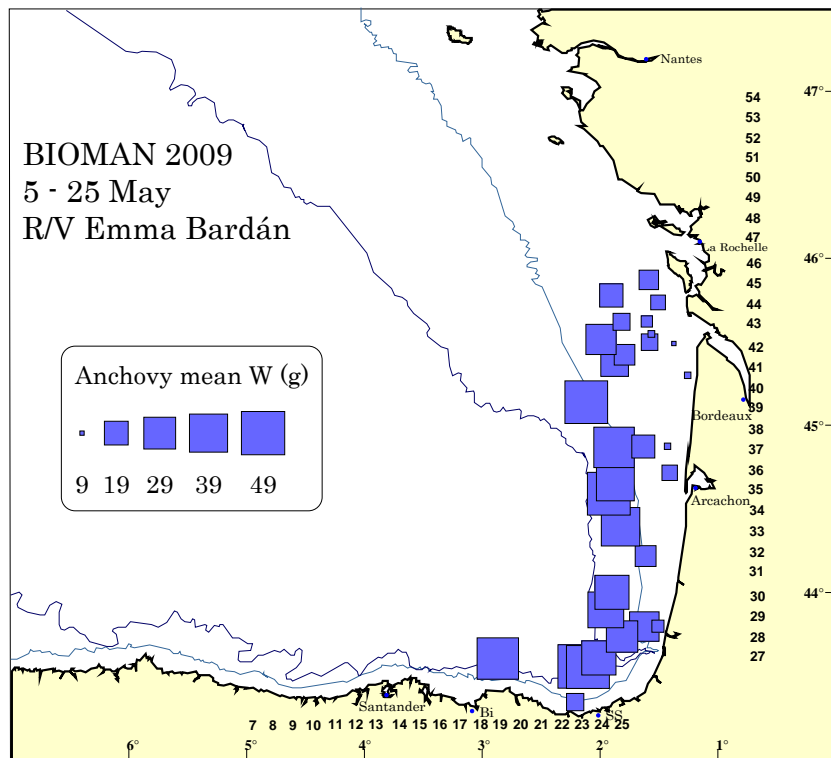 Nantes
47°
54
53
52
51
50
49
48
47
46
45
44
43
42
41
40
39
38
37
36
35
34
33
32
31
30
29
28
27
BIOMAN 2009
5 - 25 May
R/V Emma Bardán
La Rochelle
46°
Anchovy mean W (g)
9 19 29 39 49
Bordeaux
45°
Arcachon
44°
Santander
Bi
SS
7 8 9 10 11 12 13 14 15 16 17 18 19 20 21 22 23 24 25
6° 5° 4° 3° 2° 1°